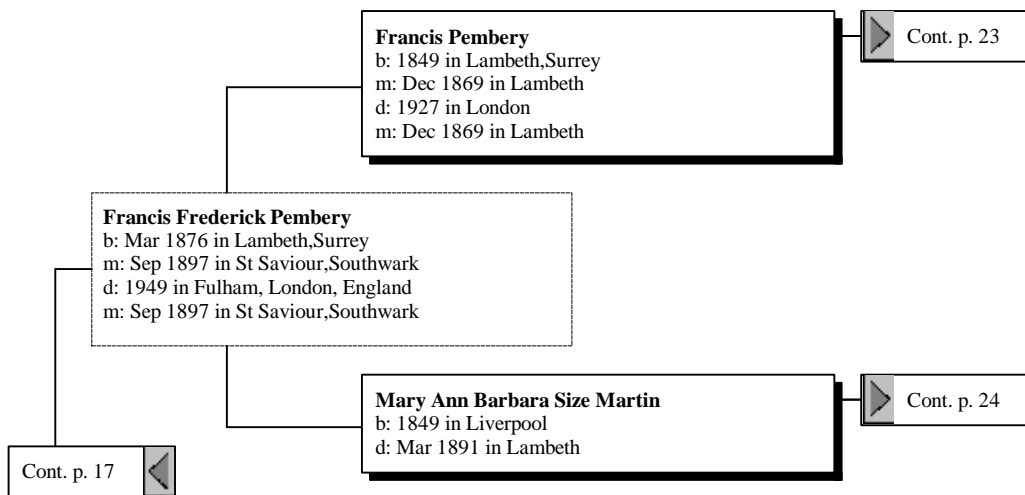 Francis Pembery
b: 1849 in Lambeth,Surrey
m: Dec 1869 in Lambeth
d: 1927 in London
m: Dec 1869 in Lambeth
Cont. p. 23
Francis Frederick Pembery
b: Mar 1876 in Lambeth,Surrey
m: Sep 1897 in St Saviour,Southwark
d: 1949 in Fulham, London, England
m: Sep 1897 in St Saviour,Southwark
Mary Ann Barbara Size Martin
b: 1849 in Liverpool
d: Mar 1891 in Lambeth
Cont. p. 24
Cont. p. 17